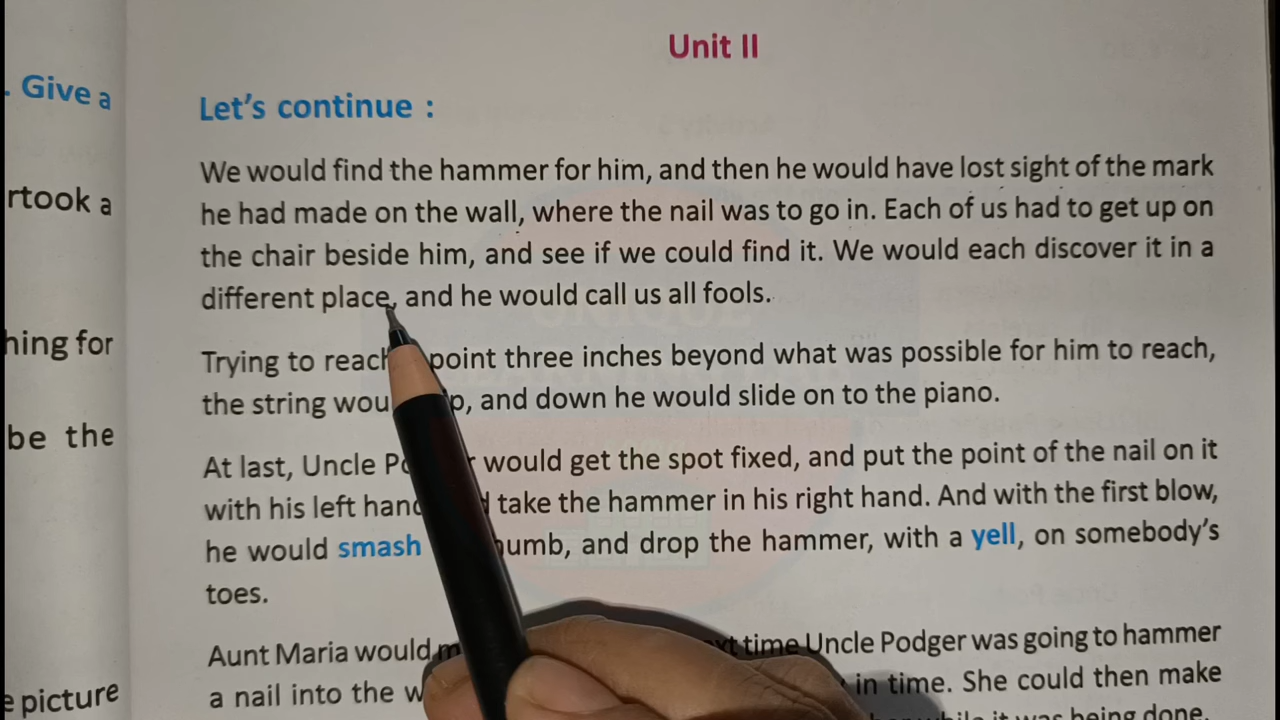 Unit II
. Give a
Let's continue :
We would find the hammer for him, and then he would have lost sight of the mark
rtook a
he had made on the wall, where the nail was to go in. Each of us had to get up on
the chair beside him, and see if we could find it. We would each discover it in a
different place, and he would call us all fools.
hing for
Trying to reach point three inches beyond what was possible for him to reach,
the string wou p, and down he would slide on to the piano.
be the
At last, Uncle Po r would get the spot fixed, and put the point of the nail on it
with his left hand take the hammer in his right hand. And with the first blow,
he would smash humb, and drop the hammer, with a yell, on somebody's
toes.
Aunt Maria would time Uncle Podger was going to hammer
e picture
a nail into the w in time. She could then make
while it was being done.